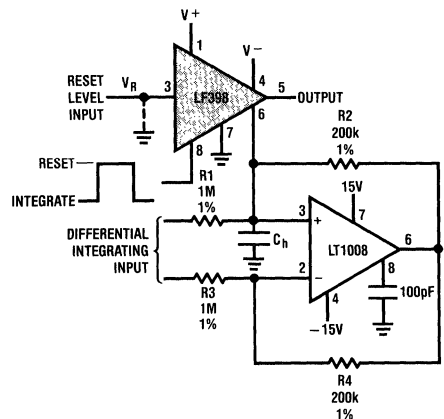 V+
V−
1
RESET
LEVEL
INPUT
VR
3
LF398
4
5
OUTPUT
6
7
8
R2
200k
1%
RESET
INTEGRATE
R1
1M
1%
15V
7
3
+
DIFFERENTIAL
INTEGRATING
INPUT
Ch
LT1008
6
2
−
8
R3
1M
1%
4
100pF
−15V
R4
200k
1%